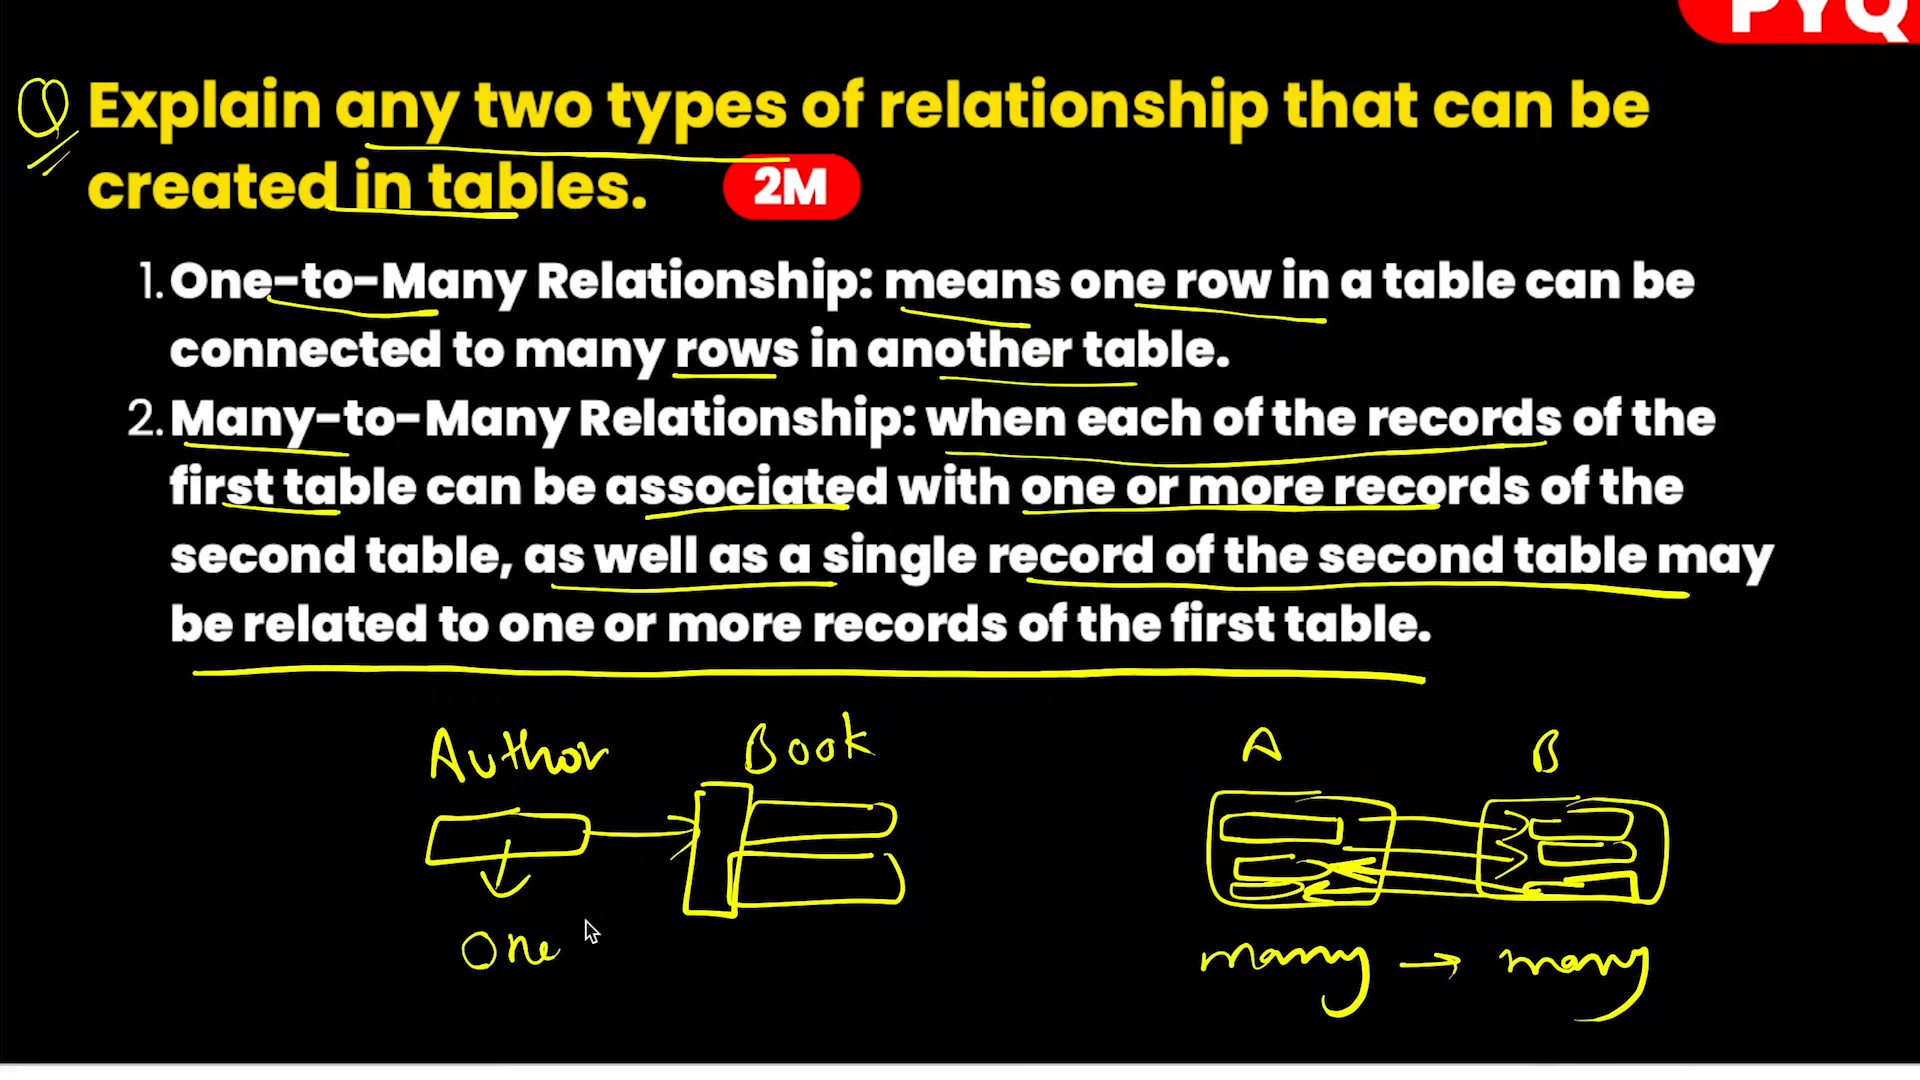 PYQ
Q Explain any two types of relationship that can be
created in tables. 2M
1. One-to-Many Relationship: means one row in a table can be
connected to many rows in another table.
2. Many-to-Many Relationship: when each of the records of the
first table can be associated with one or more records of the
second table, as well as a single record of the second table may
be related to one or more records of the first table.
Author Book A B
One many → many